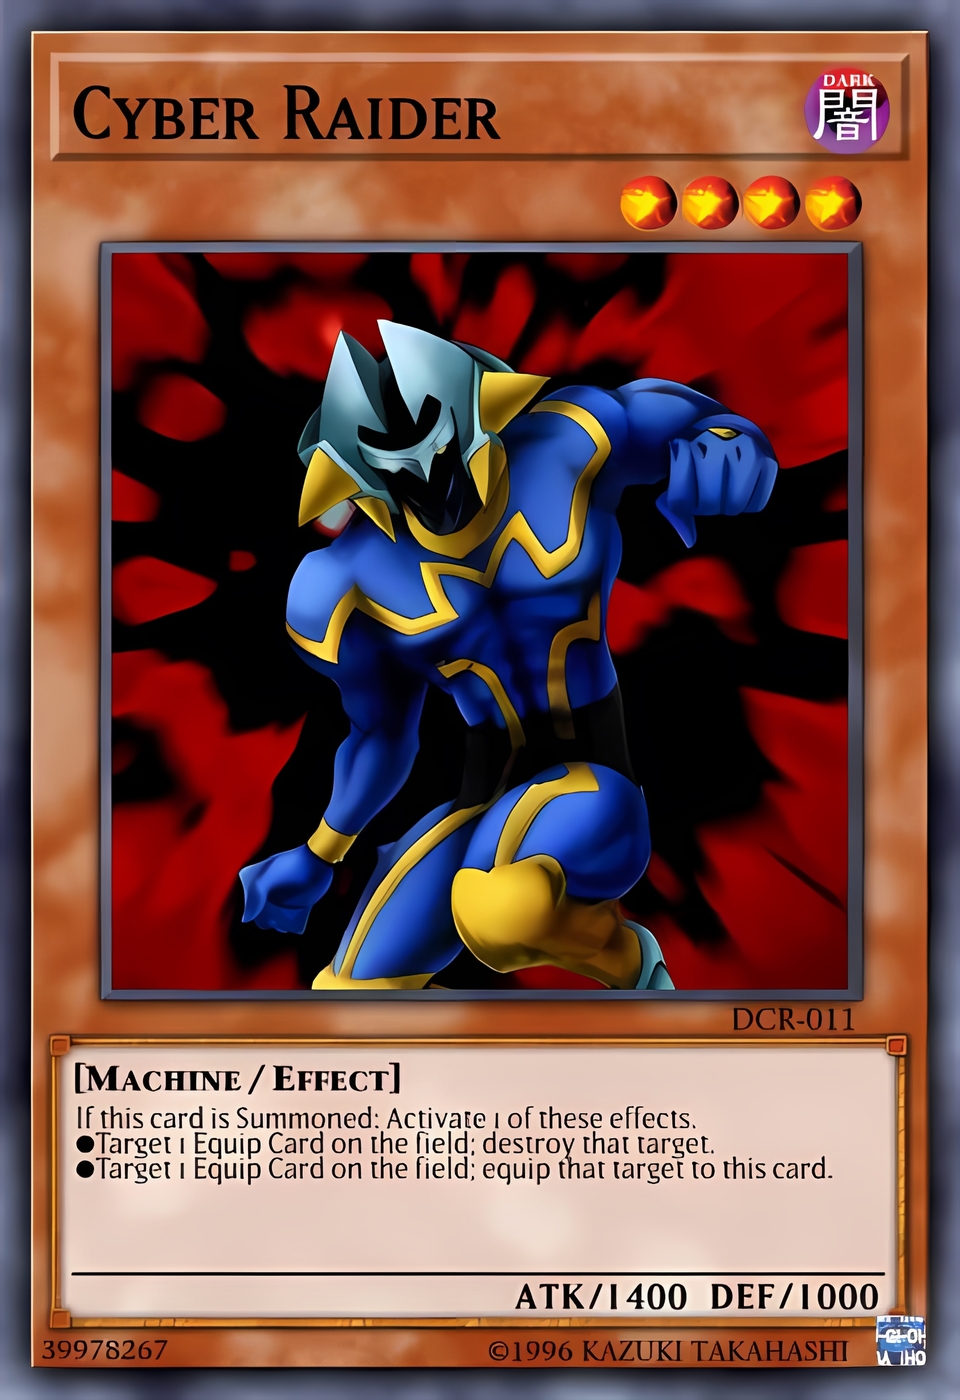 CYBER RAIDER
DARK
闇
DCR-011
[MACHINE / EFFECT]
If this card is Summoned: Activate 1 of these effects.
●Target 1 Equip Card on the field; destroy that target.
●Target 1 Equip Card on the field; equip that target to this card.
ATK/1400 DEF/1000
39978267
©1996 KAZUKI TAKAHASHI